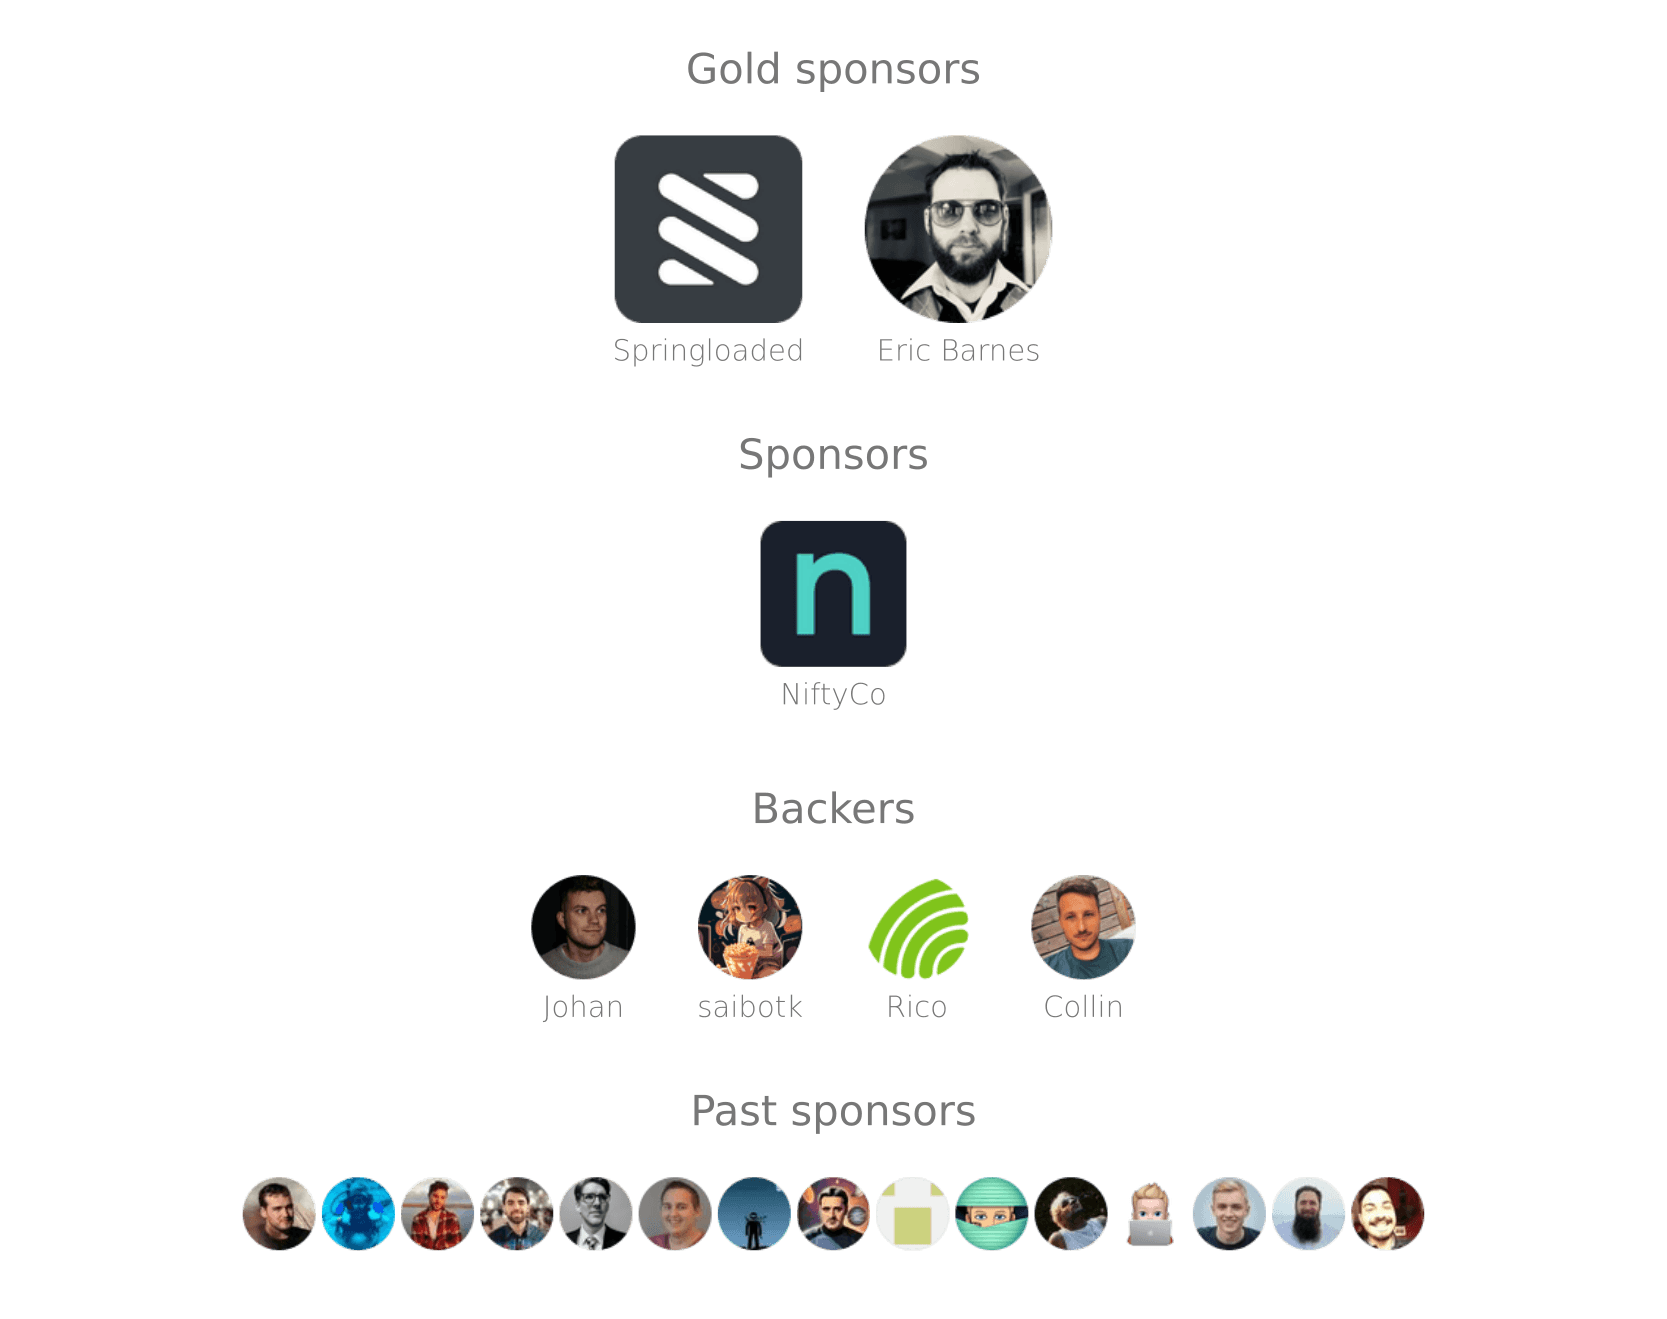 Gold sponsors
Springloaded
Eric Barnes
Sponsors
n
NiftyCo
Backers
Johan
saibotk
Rico
Collin
Past sponsors